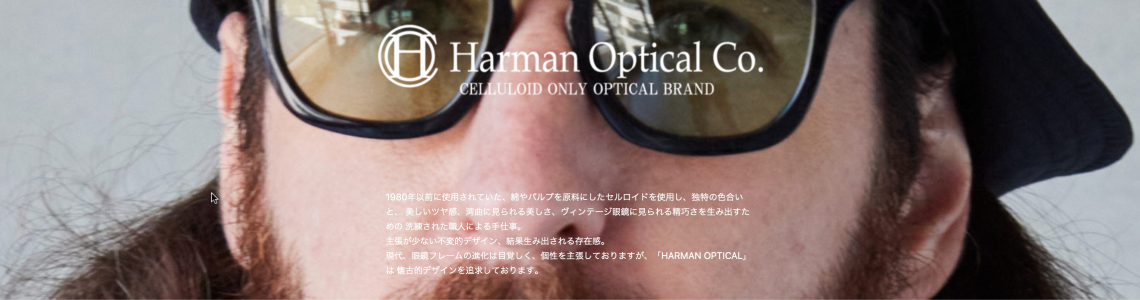 HC Harman Optical Co.
CELLULOID ONLY OPTICAL BRAND
1980年以前に使用されていた、綿やパルプを原料にしたセルロイドを使用し、独特の色合い
と、 美しいツヤ感、湾曲に見られる美しさ、ヴィンテージ眼鏡に見られる精巧さを生み出すた
めの 洗練された職人による手仕事。
主張が少ない不変的デザイン、結果生み出される存在感。
現代、眼鏡フレームの進化は目覚しく、個性を主張しておりますが、「HARMAN OPTICAL」
は 懐古的デザインを追求しております。